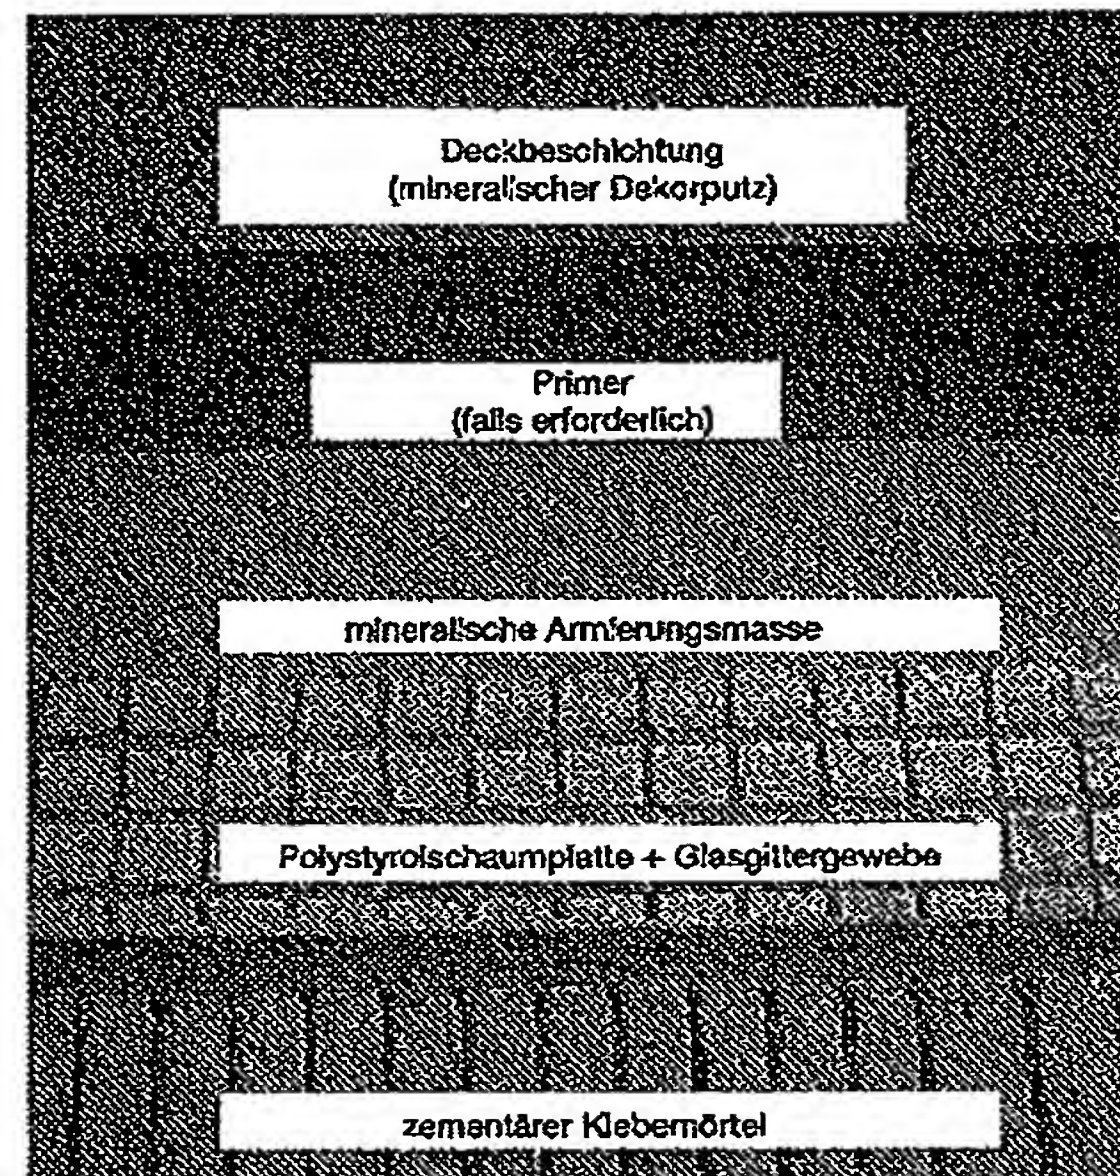 Deckbeschichtung
(mineralischer Dekorputz)
Primer
(falls erforderlich)
mineralische Armierungsmasse
Polystyrolschaumplatte + Glasgittergewebe
zementärer Klebemörtel